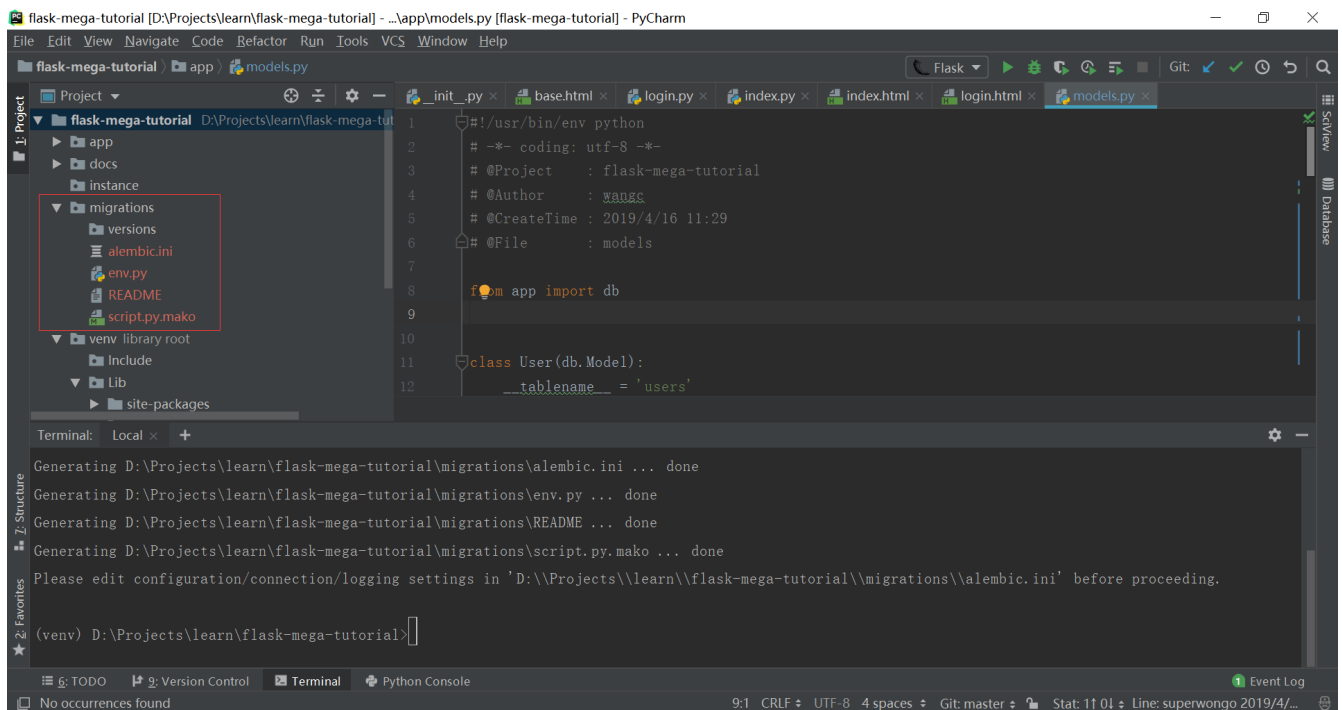 flask-mega-tutorial [D:\Projects\learn\flask-mega-tutorial] - ...\app\models.py [flask-mega-tutorial] - PyCharm
File Edit View Navigate Code Refactor Run Tools VCS Window Help
flask-mega-tutorial app models.py Flask Git:
1: Project
Project
__init__.py base.html login.py index.py index.html login.html models.py
flask-mega-tutorial D:\Projects\learn\flask-mega-tut
app
docs
instance
migrations
versions
alembic.ini
env.py
README
script.py.mako
venv library root
Include
Lib
site-packages
1 #!/usr/bin/env python
2 # -*- coding: utf-8 -*-
3 # @Project : flask-mega-tutorial
4 # @Author : wangc
5 # @CreateTime : 2019/4/16 11:29
6 # @File : models
7
8 from app import db
9
10
11 class User(db.Model):
12 __tablename__ = 'users'
SciView
Database
Terminal: Local +
Generating D:\Projects\learn\flask-mega-tutorial\migrations\alembic.ini ... done
Generating D:\Projects\learn\flask-mega-tutorial\migrations\env.py ... done
Generating D:\Projects\learn\flask-mega-tutorial\migrations\README ... done
Generating D:\Projects\learn\flask-mega-tutorial\migrations\script.py.mako ... done
Please edit configuration/connection/logging settings in 'D:\\Projects\\learn\\flask-mega-tutorial\\migrations\\alembic.ini' before proceeding.
(venv) D:\Projects\learn\flask-mega-tutorial>
7: Structure
2: Favorites
6: TODO 9: Version Control Terminal Python Console 1 Event Log
No occurrences found 9:1 CRLF UTF-8 4 spaces Git: master Stat: 1↑ 0↓ Line: superwongo 2019/4/...